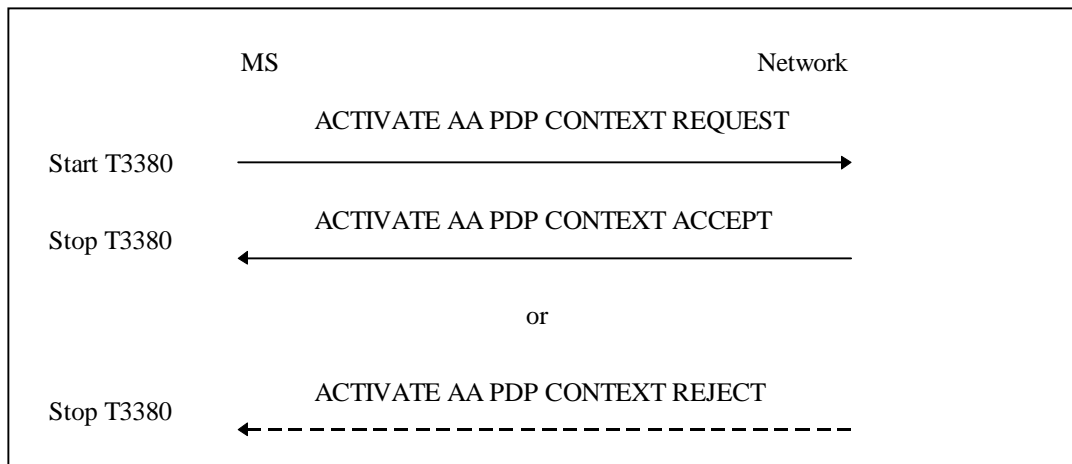 MS Network
ACTIVATE AA PDP CONTEXT REQUEST
Start T3380
ACTIVATE AA PDP CONTEXT ACCEPT
Stop T3380
or
ACTIVATE AA PDP CONTEXT REJECT
Stop T3380